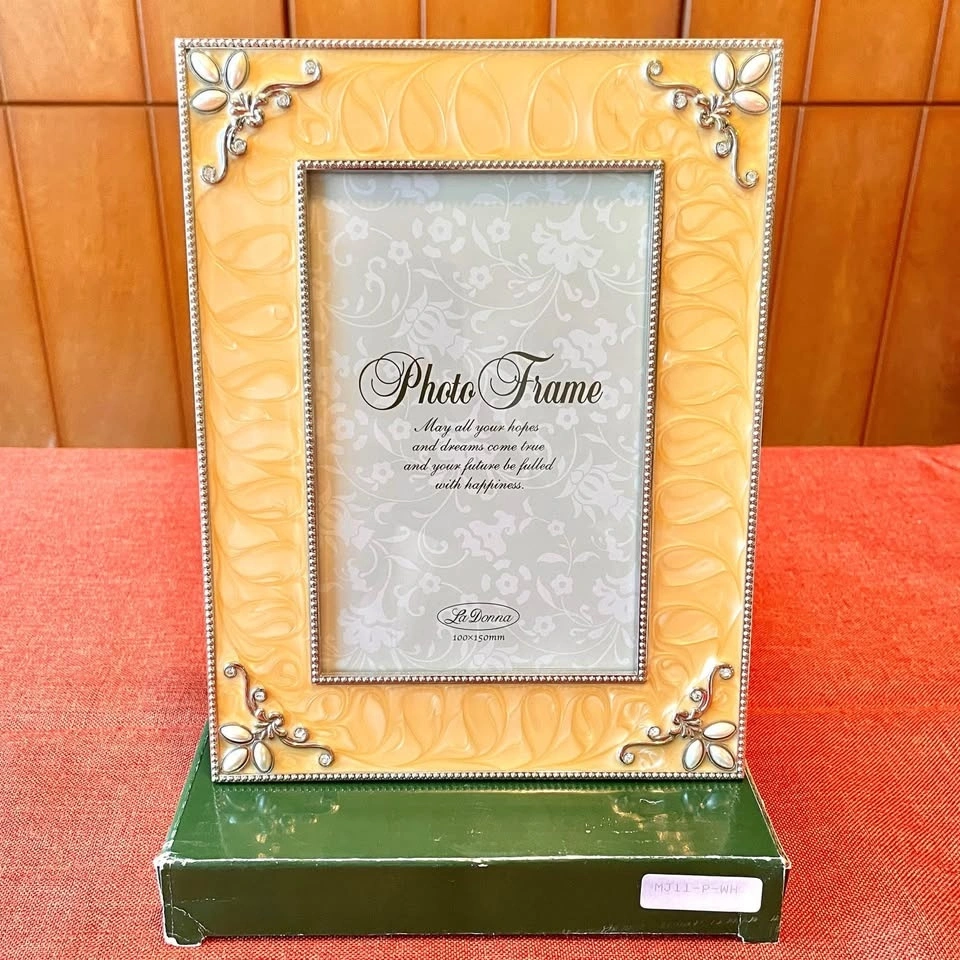 Photo Frame
May all your hopes
and dreams come true
and your future be fulled
with happiness.
La Donna
100×150mm
MJ11-P-WH